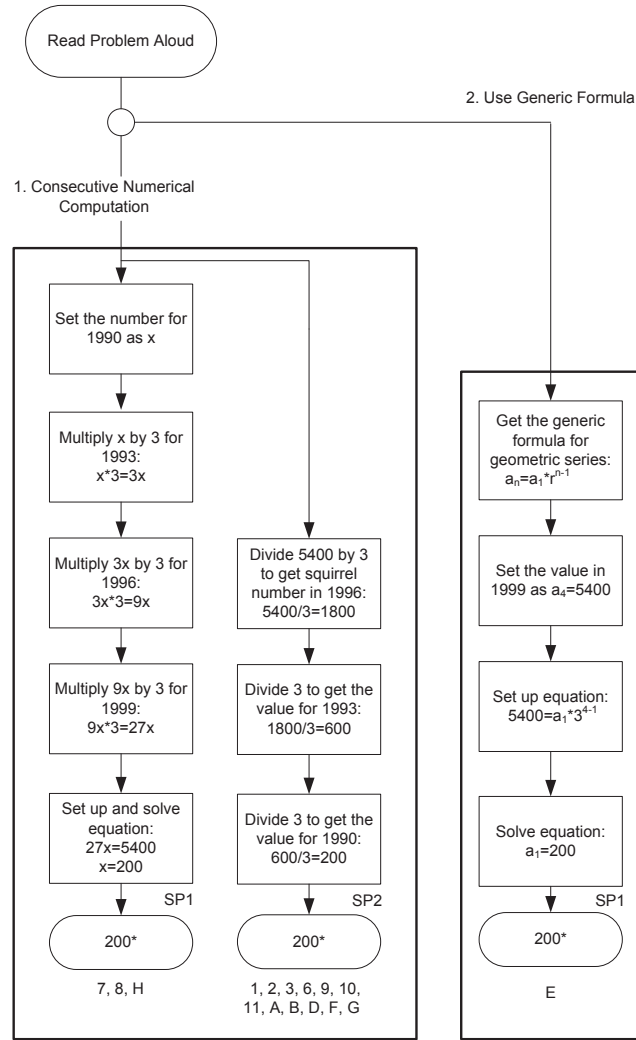 Read Problem Aloud
2. Use Generic Formula
1. Consecutive Numerical
Computation
Set the number for
1990 as x
Multiply x by 3 for
1993:
x*3=3x
Multiply 3x by 3 for
1996:
3x*3=9x
Multiply 9x by 3 for
1999:
9x*3=27x
Set up and solve
equation:
27x=5400
x=200
SP1
200*
7, 8, H
Divide 5400 by 3
to get squirrel
number in 1996:
5400/3=1800
Divide 3 to get the
value for 1993:
1800/3=600
Divide 3 to get the
value for 1990:
600/3=200
SP2
200*
1, 2, 3, 6, 9, 10,
11, A, B, D, F, G
Get the generic
formula for
geometric series:
aₙ=a₁*rⁿ⁻¹
Set the value in
1999 as a₄=5400
Set up equation:
5400=a₁*3⁴⁻¹
Solve equation:
a₁=200
SP1
200*
E